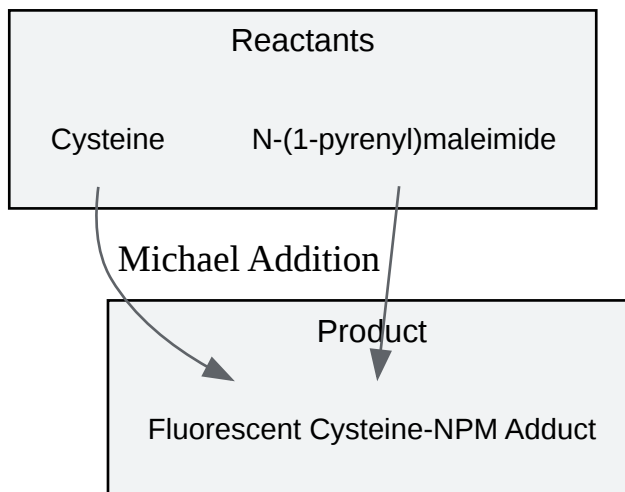 Reactants
Cysteine N-(1-pyrenyl)maleimide
Michael Addition
Product
Fluorescent Cysteine-NPM Adduct